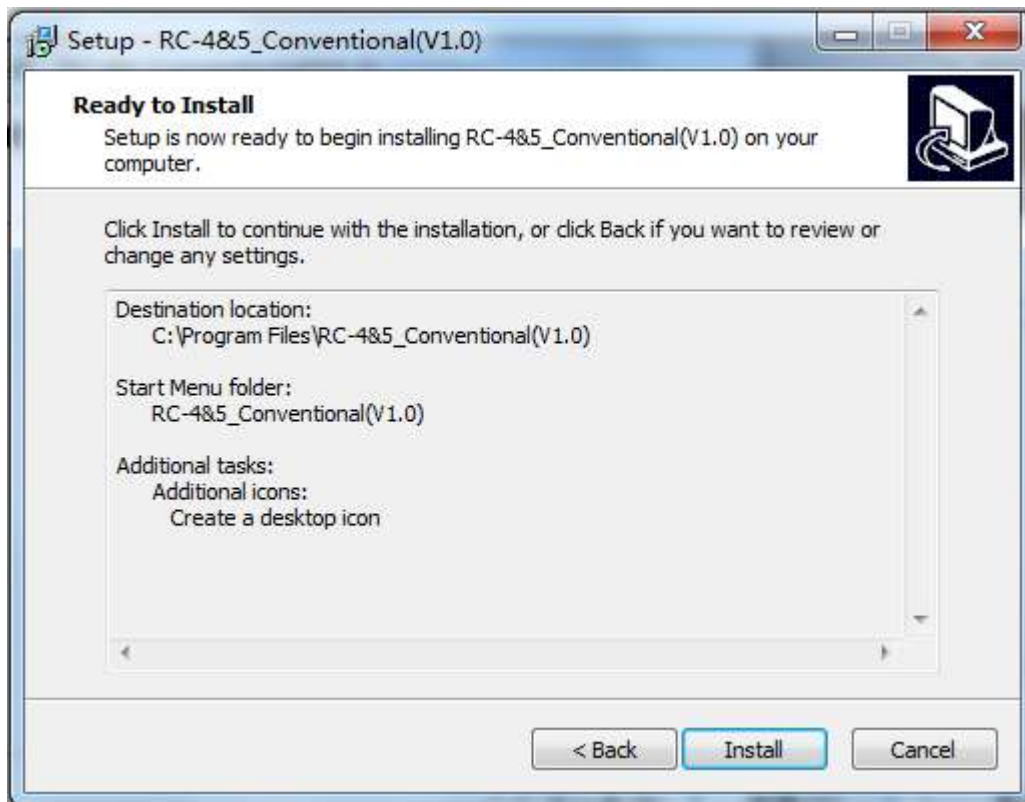 Setup - RC-4&5_Conventional(V1.0)
Ready to Install
Setup is now ready to begin installing RC-4&5_Conventional(V1.0) on your
computer.
Click Install to continue with the installation, or click Back if you want to review or
change any settings.
Destination location:
C:\Program Files\RC-4&5_Conventional(V1.0)
Start Menu folder:
RC-4&5_Conventional(V1.0)
Additional tasks:
Additional icons:
Create a desktop icon
< Back
Install
Cancel